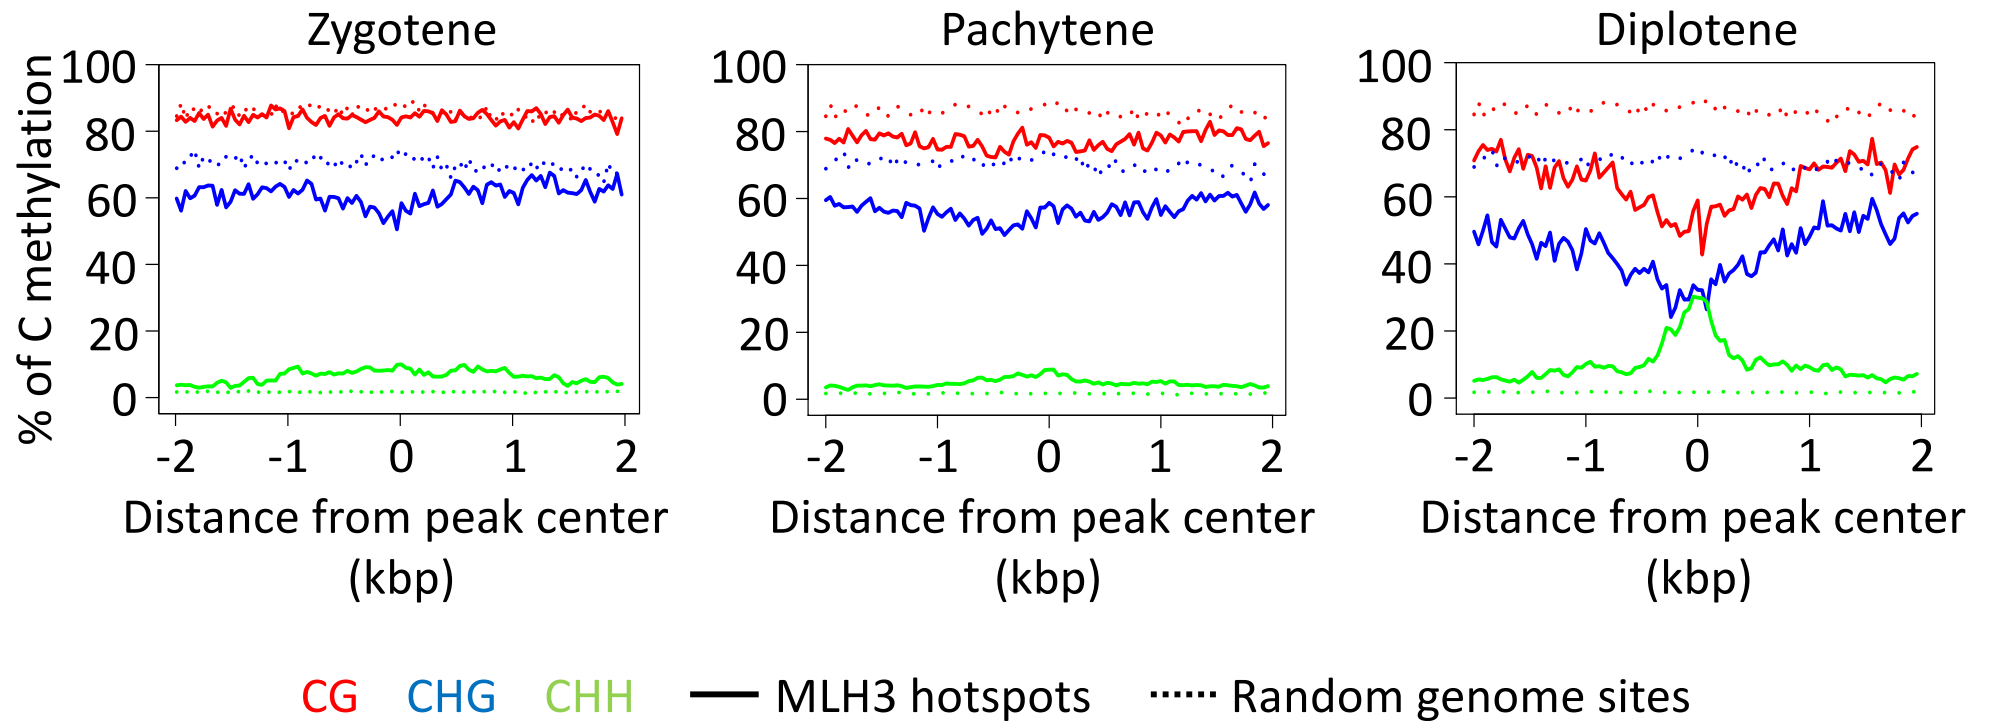 Zygotene Pachytene Diplotene
% of C methylation
100 80 60 40 20 0
100 80 60 40 20 0
100 80 60 40 20 0
-2 -1 0 1 2 -2 -1 0 1 2 -2 -1 0 1 2
Distance from peak center Distance from peak center Distance from peak center
(kbp) (kbp) (kbp)
CG CHG CHH MLH3 hotspots Random genome sites